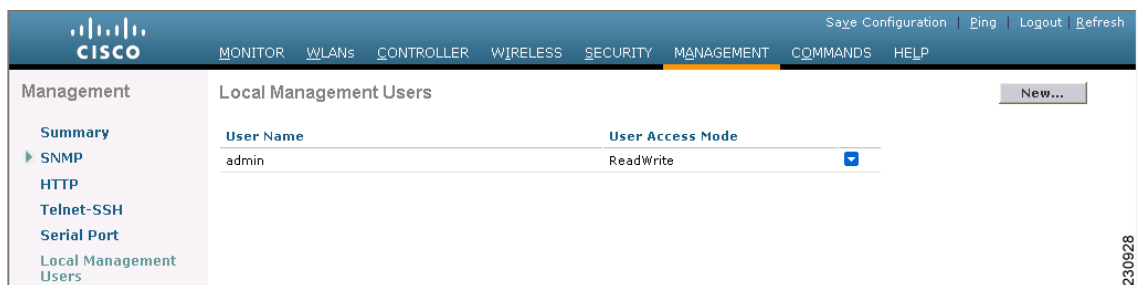 Save Configuration | Ping | Logout | Refresh
CISCO
MONITOR WLANs CONTROLLER WIRELESS SECURITY MANAGEMENT COMMANDS HELP
Management
Summary
SNMP
HTTP
Telnet-SSH
Serial Port
Local Management
Users
Local Management Users
New...
User Name User Access Mode
admin ReadWrite
230928